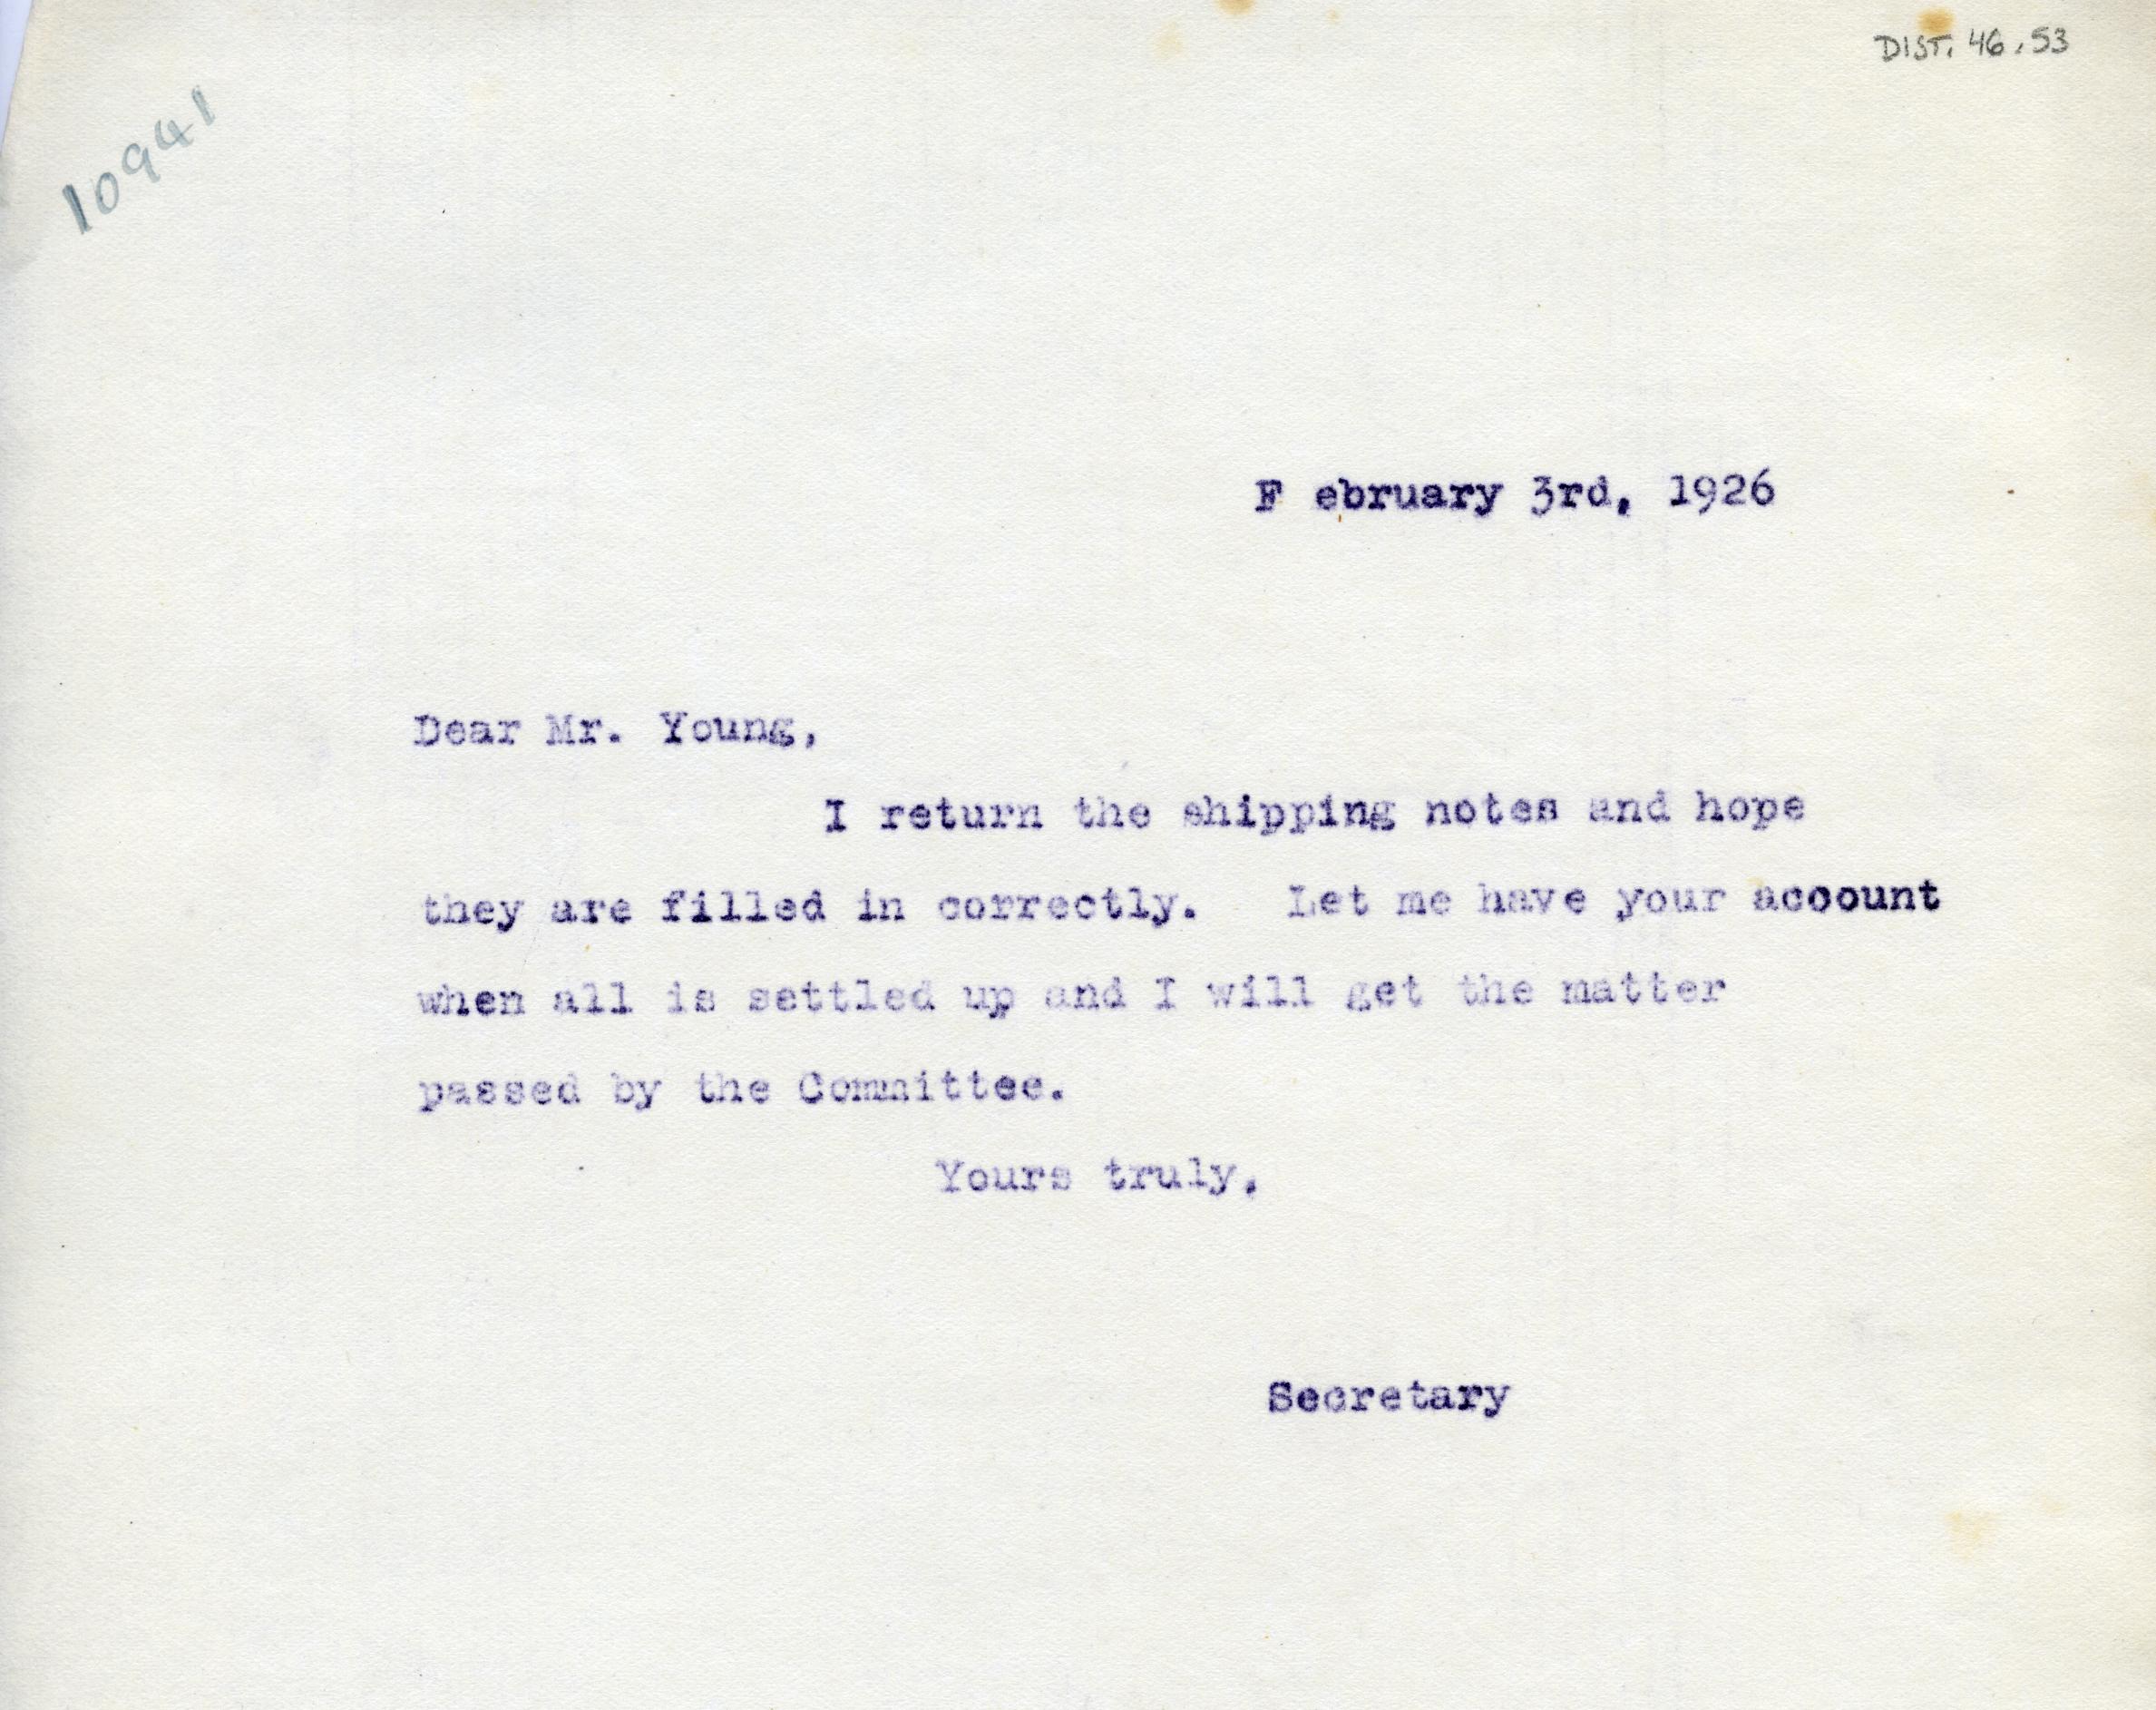 DIST. 46.53
10941
F ebruary 3rd, 1926
Dear Mr. Young,
I return the shipping notes and hope
they are filled in correctly. Let me have your account
when all is settled up and I will get the matter
passed by the Committee.
Yours truly,
Secretary